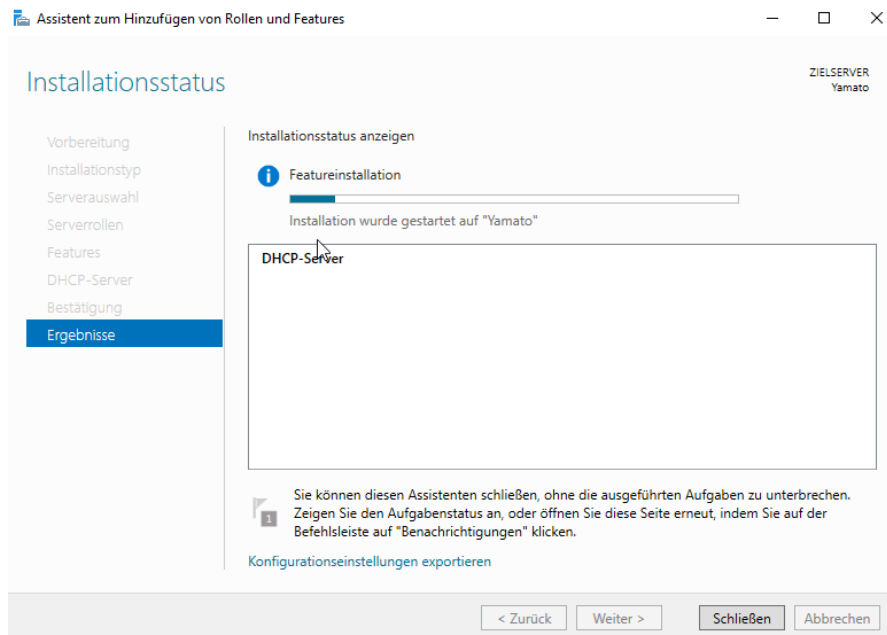 Assistent zum Hinzufügen von Rollen und Features
Installationsstatus
ZIELSERVER
Yamato
Vorbereitung
Installationstyp
Serverauswahl
Serverrollen
Features
DHCP-Server
Bestätigung
Ergebnisse
Installationsstatus anzeigen
Featureinstallation
Installation wurde gestartet auf "Yamato"
DHCP-Server
1
Sie können diesen Assistenten schließen, ohne die ausgeführten Aufgaben zu unterbrechen.
Zeigen Sie den Aufgabenstatus an, oder öffnen Sie diese Seite erneut, indem Sie auf der
Befehlsleiste auf "Benachrichtigungen" klicken.
Konfigurationseinstellungen exportieren
< Zurück
Weiter >
Schließen
Abbrechen